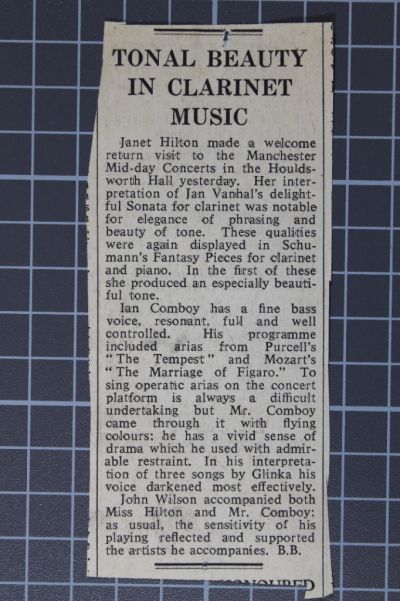 TONAL BEAUTY
IN CLARINET
MUSIC
Janet Hilton made a welcome
return visit to the Manchester
Mid-day Concerts in the Houlds-
worth Hall yesterday. Her inter-
pretation of Jan Vanhal's delight-
ful Sonata for clarinet was notable
for elegance of phrasing and
beauty of tone. These qualities
were again displayed in Schu-
mann's Fantasy Pieces for clarinet
and piano. In the first of these
she produced an especially beauti-
ful tone.
Ian Comboy has a fine bass
voice, resonant, full and well
controlled. His programme
included arias from Purcell's
"The Tempest" and Mozart's
"The Marriage of Figaro." To
sing operatic arias on the concert
platform is always a difficult
undertaking but Mr. Comboy
came through it with flying
colours: he has a vivid sense of
drama which he used with admir-
able restraint. In his interpreta-
tion of three songs by Glinka his
voice darkened most effectively.
John Wilson accompanied both
Miss Hilton and Mr. Comboy:
as usual, the sensitivity of his
playing reflected and supported
the artists he accompanies. B.B.